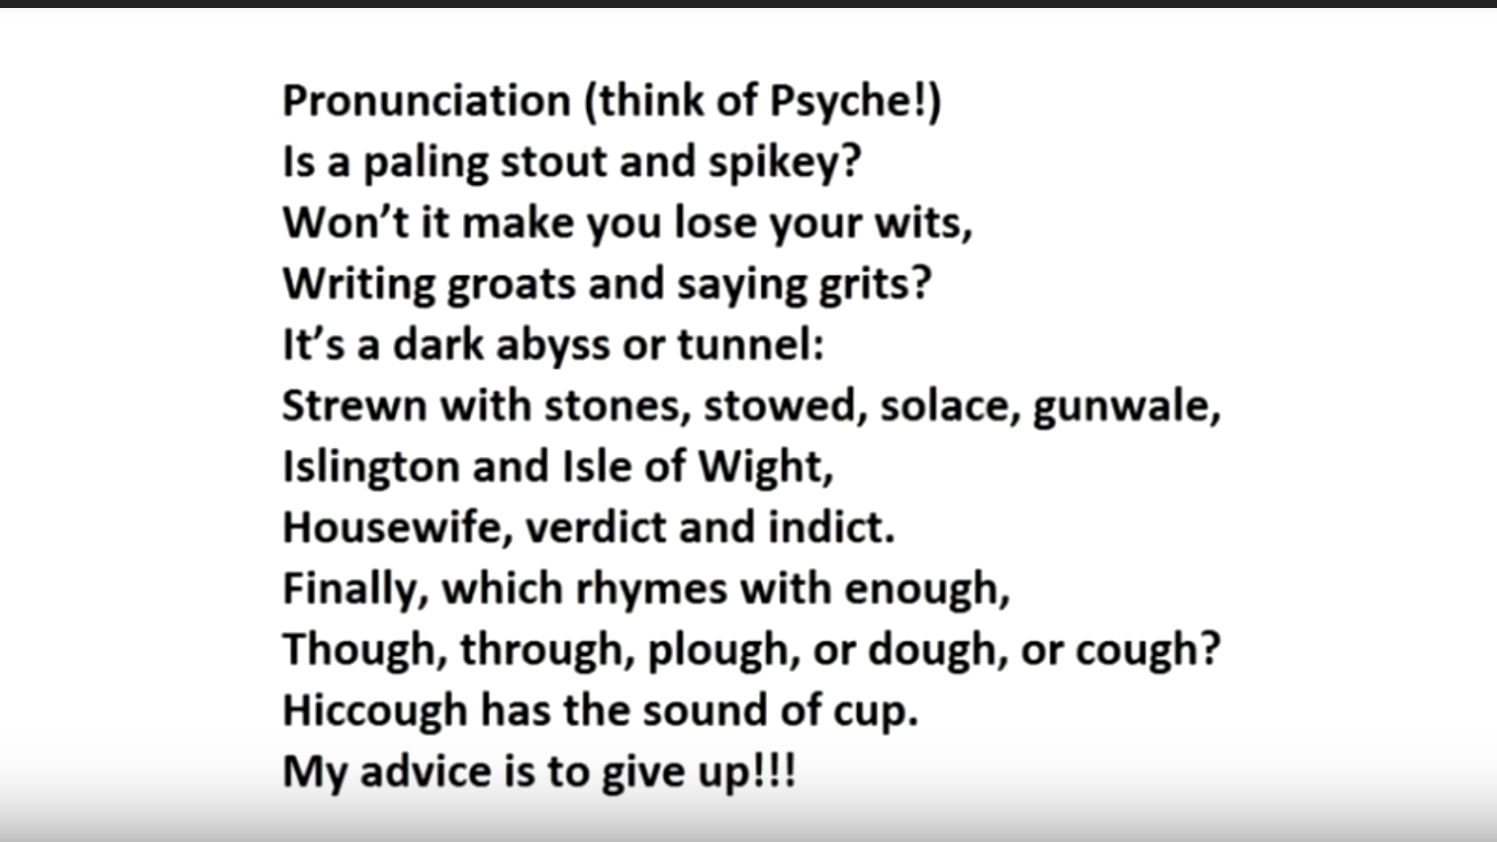 Pronunciation (think of Psyche!)
Is a paling stout and spikey?
Won’t it make you lose your wits,
Writing groats and saying grits?
It’s a dark abyss or tunnel:
Strewn with stones, stowed, solace, gunwale,
Islington and Isle of Wight,
Housewife, verdict and indict.
Finally, which rhymes with enough,
Though, through, plough, or dough, or cough?
Hiccough has the sound of cup.
My advice is to give up!!!